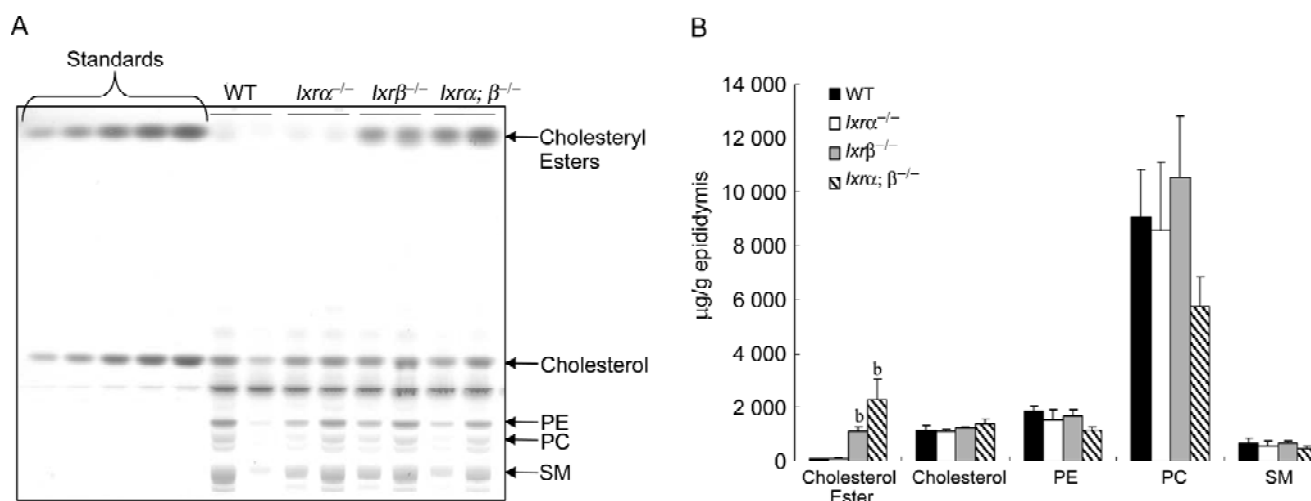 A
Standards
WT
lxrα–/–
lxrβ–/–
lxrα; β–/–
Cholesteryl
Esters
Cholesterol
PE
PC
SM
B
14 000
12 000
10 000
8 000
6 000
4 000
2 000
0
µg/g epididymis
WT
lxrα–/–
lxrβ–/–
lxrα; β–/–
b
b
Cholesterol
Ester
Cholesterol
PE
PC
SM